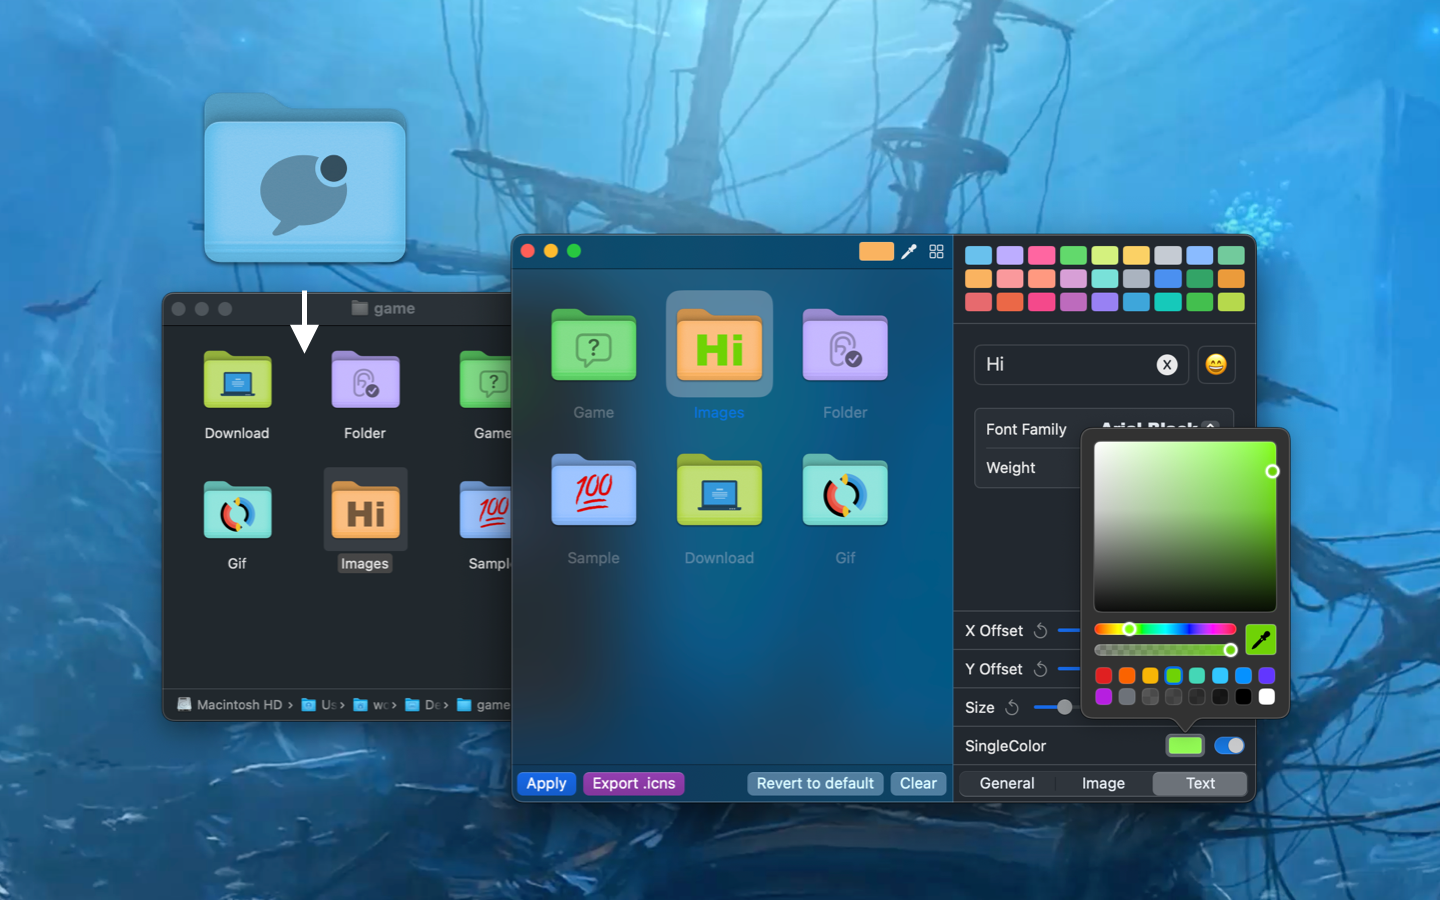 game
Download
Folder
Game
Gif
Hi
Images
100
Sampl
Macintosh HD
Us
wc
De
game
?
Hi
?
Game
Images
Folder
100
Sample
Download
Gif
Apply
Export .icns
Revert to default
Clear
Hi
X
Font Family
Arial Black
Weight
X Offset
Y Offset
Size
SingleColor
General
Image
Text